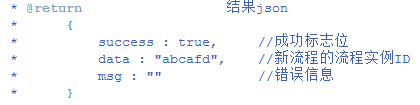 * @return 结果json
* {
* success : true, //成功标志位
* data : "abcafd", //新流程的流程实例ID
* msg : "" //错误信息
* }